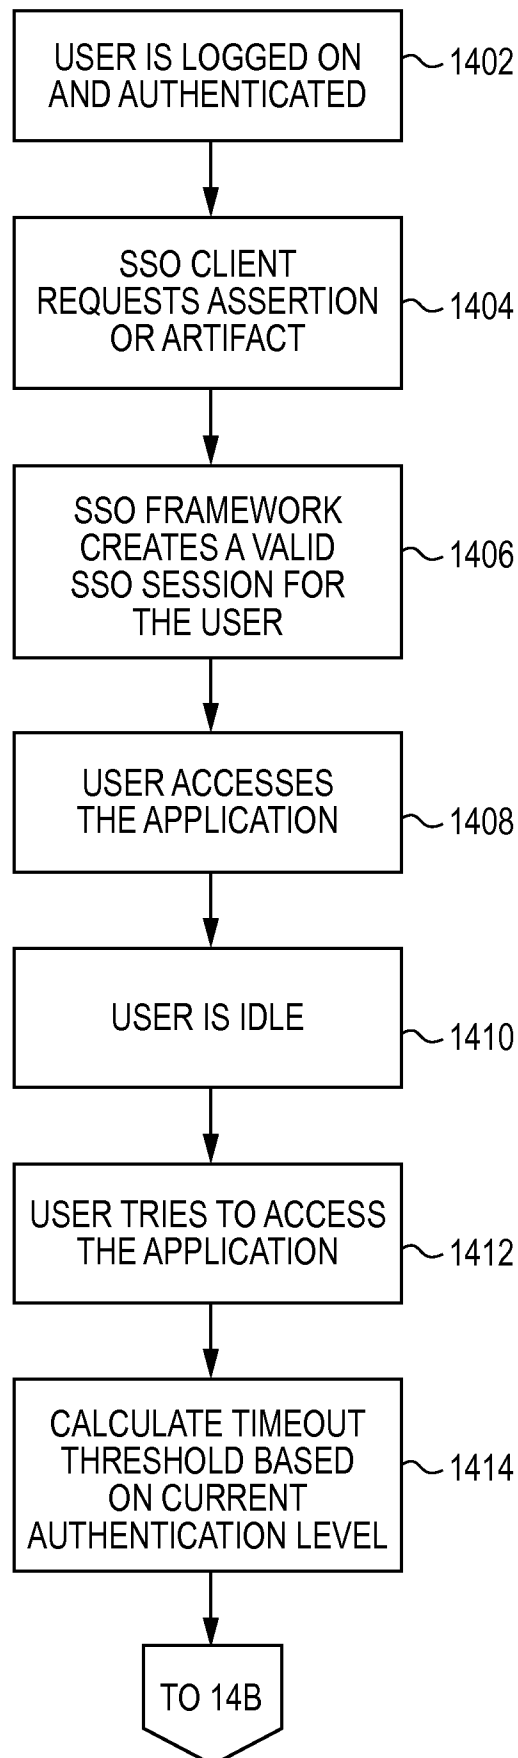 USER IS LOGGED ON
AND AUTHENTICATED
1402
SSO CLIENT
REQUESTS ASSERTION
OR ARTIFACT
1404
SSO FRAMEWORK
CREATES A VALID
SSO SESSION FOR
THE USER
1406
USER ACCESSES
THE APPLICATION
1408
USER IS IDLE
1410
USER TRIES TO ACCESS
THE APPLICATION
1412
CALCULATE TIMEOUT
THRESHOLD BASED
ON CURRENT
AUTHENTICATION LEVEL
1414
TO 14B